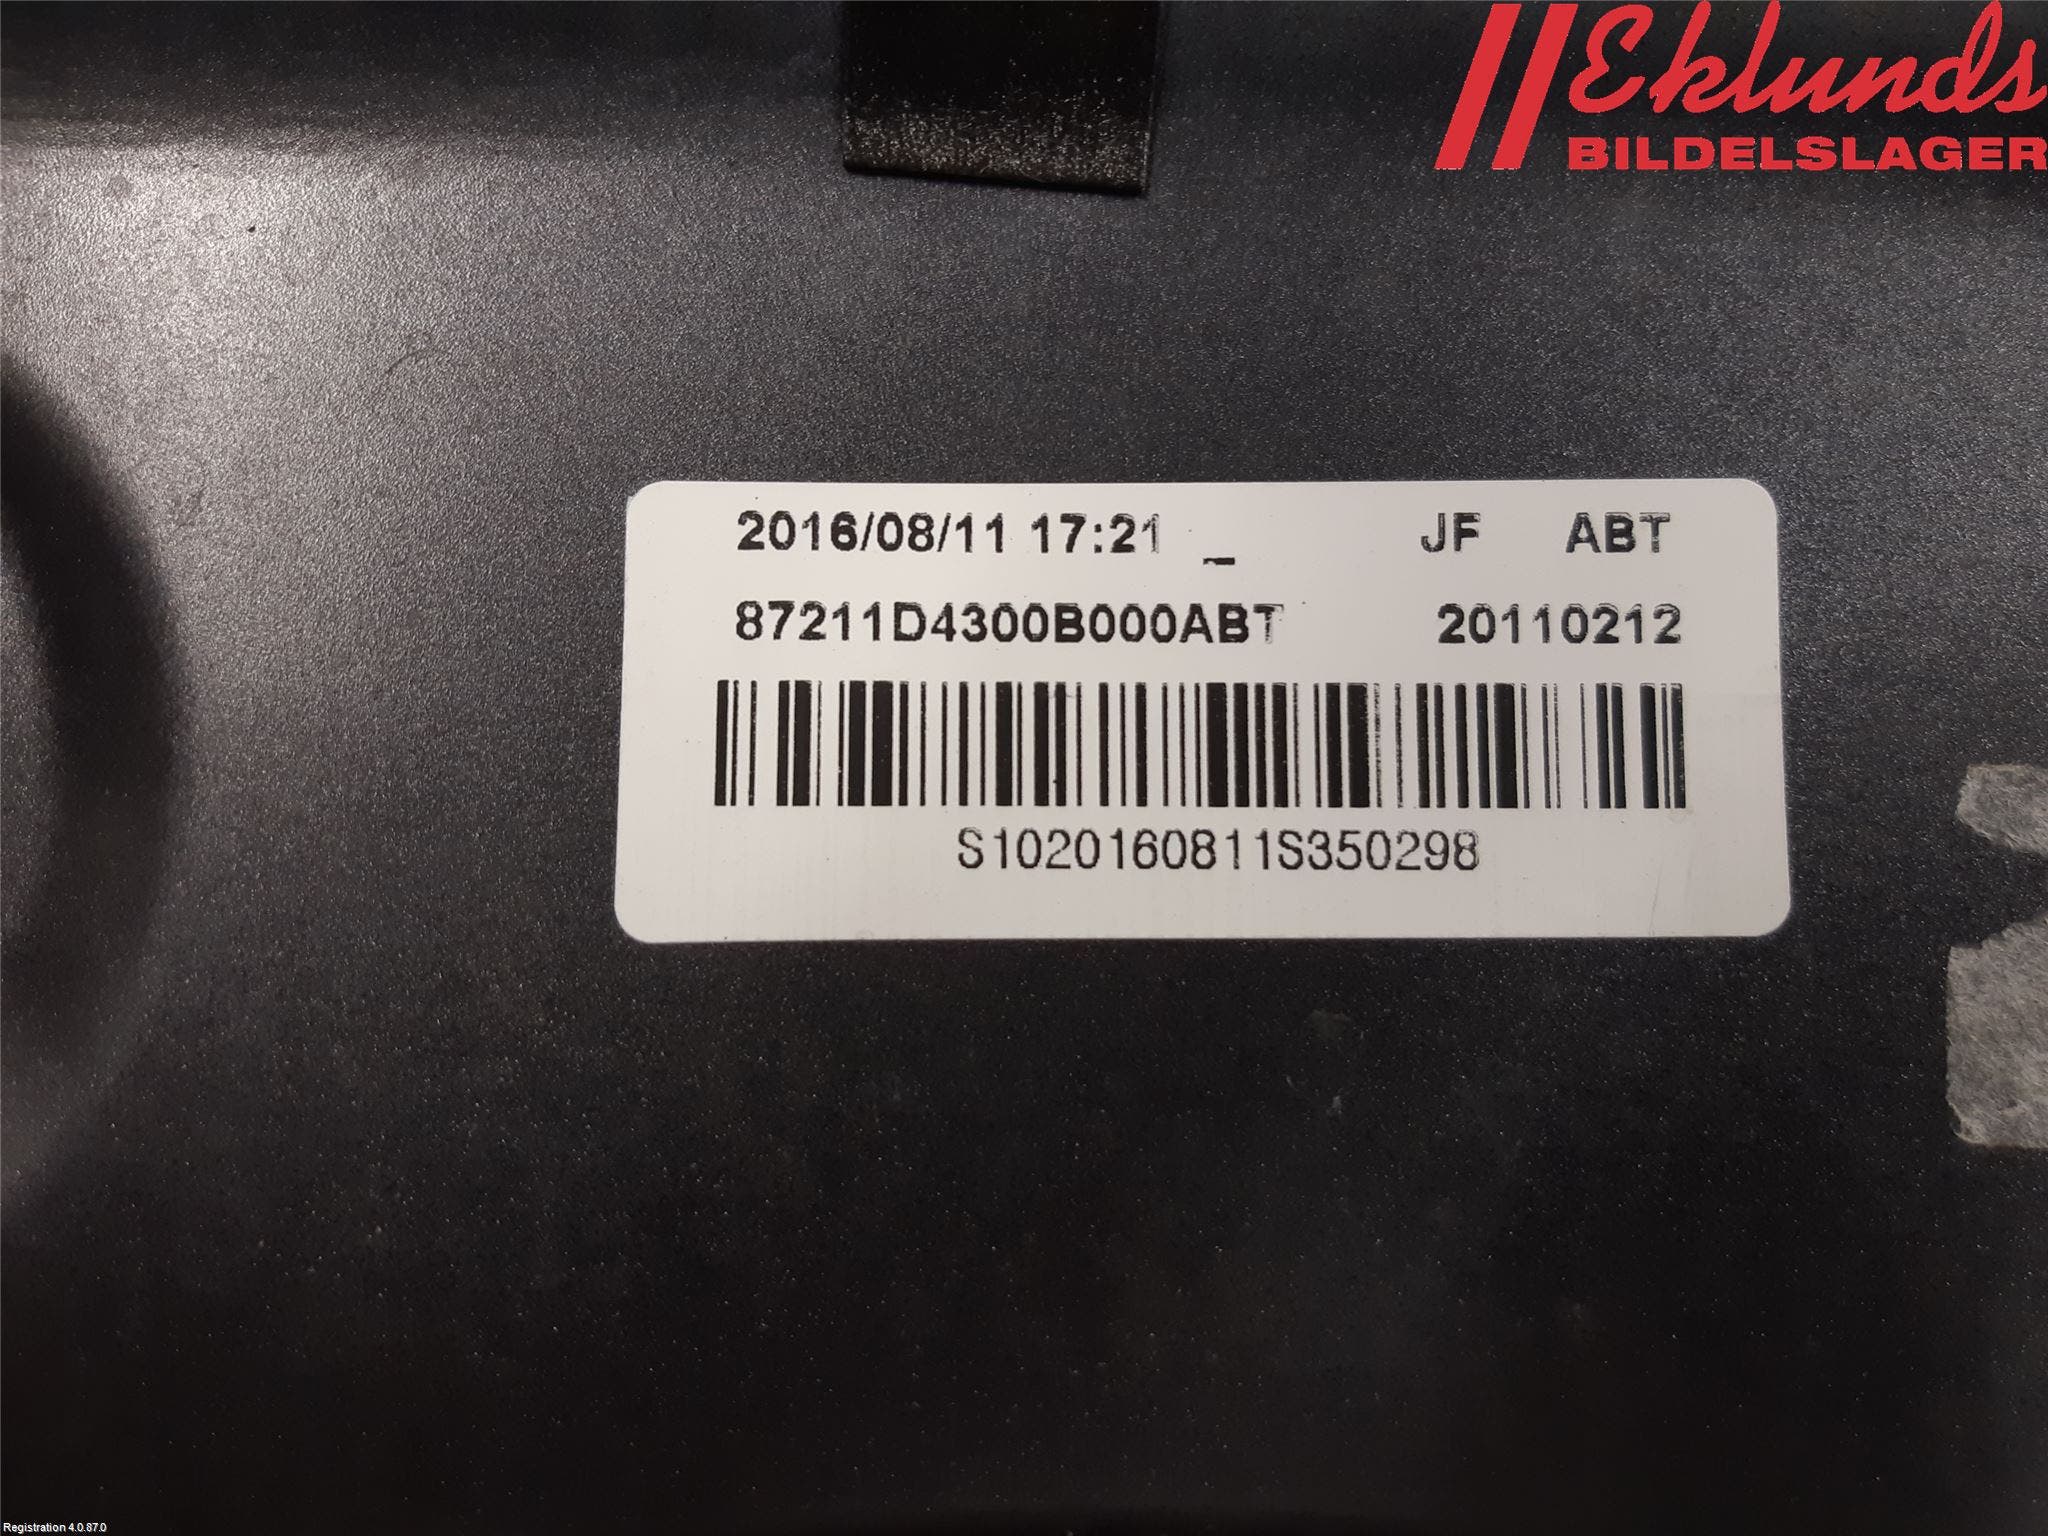 Eklunds
BILDELSLAGER
2016/08/11 17:21 _ JF ABT
87211D4300B000ABT 20110212
S1020160811S350298
Registration 4.0.87.0